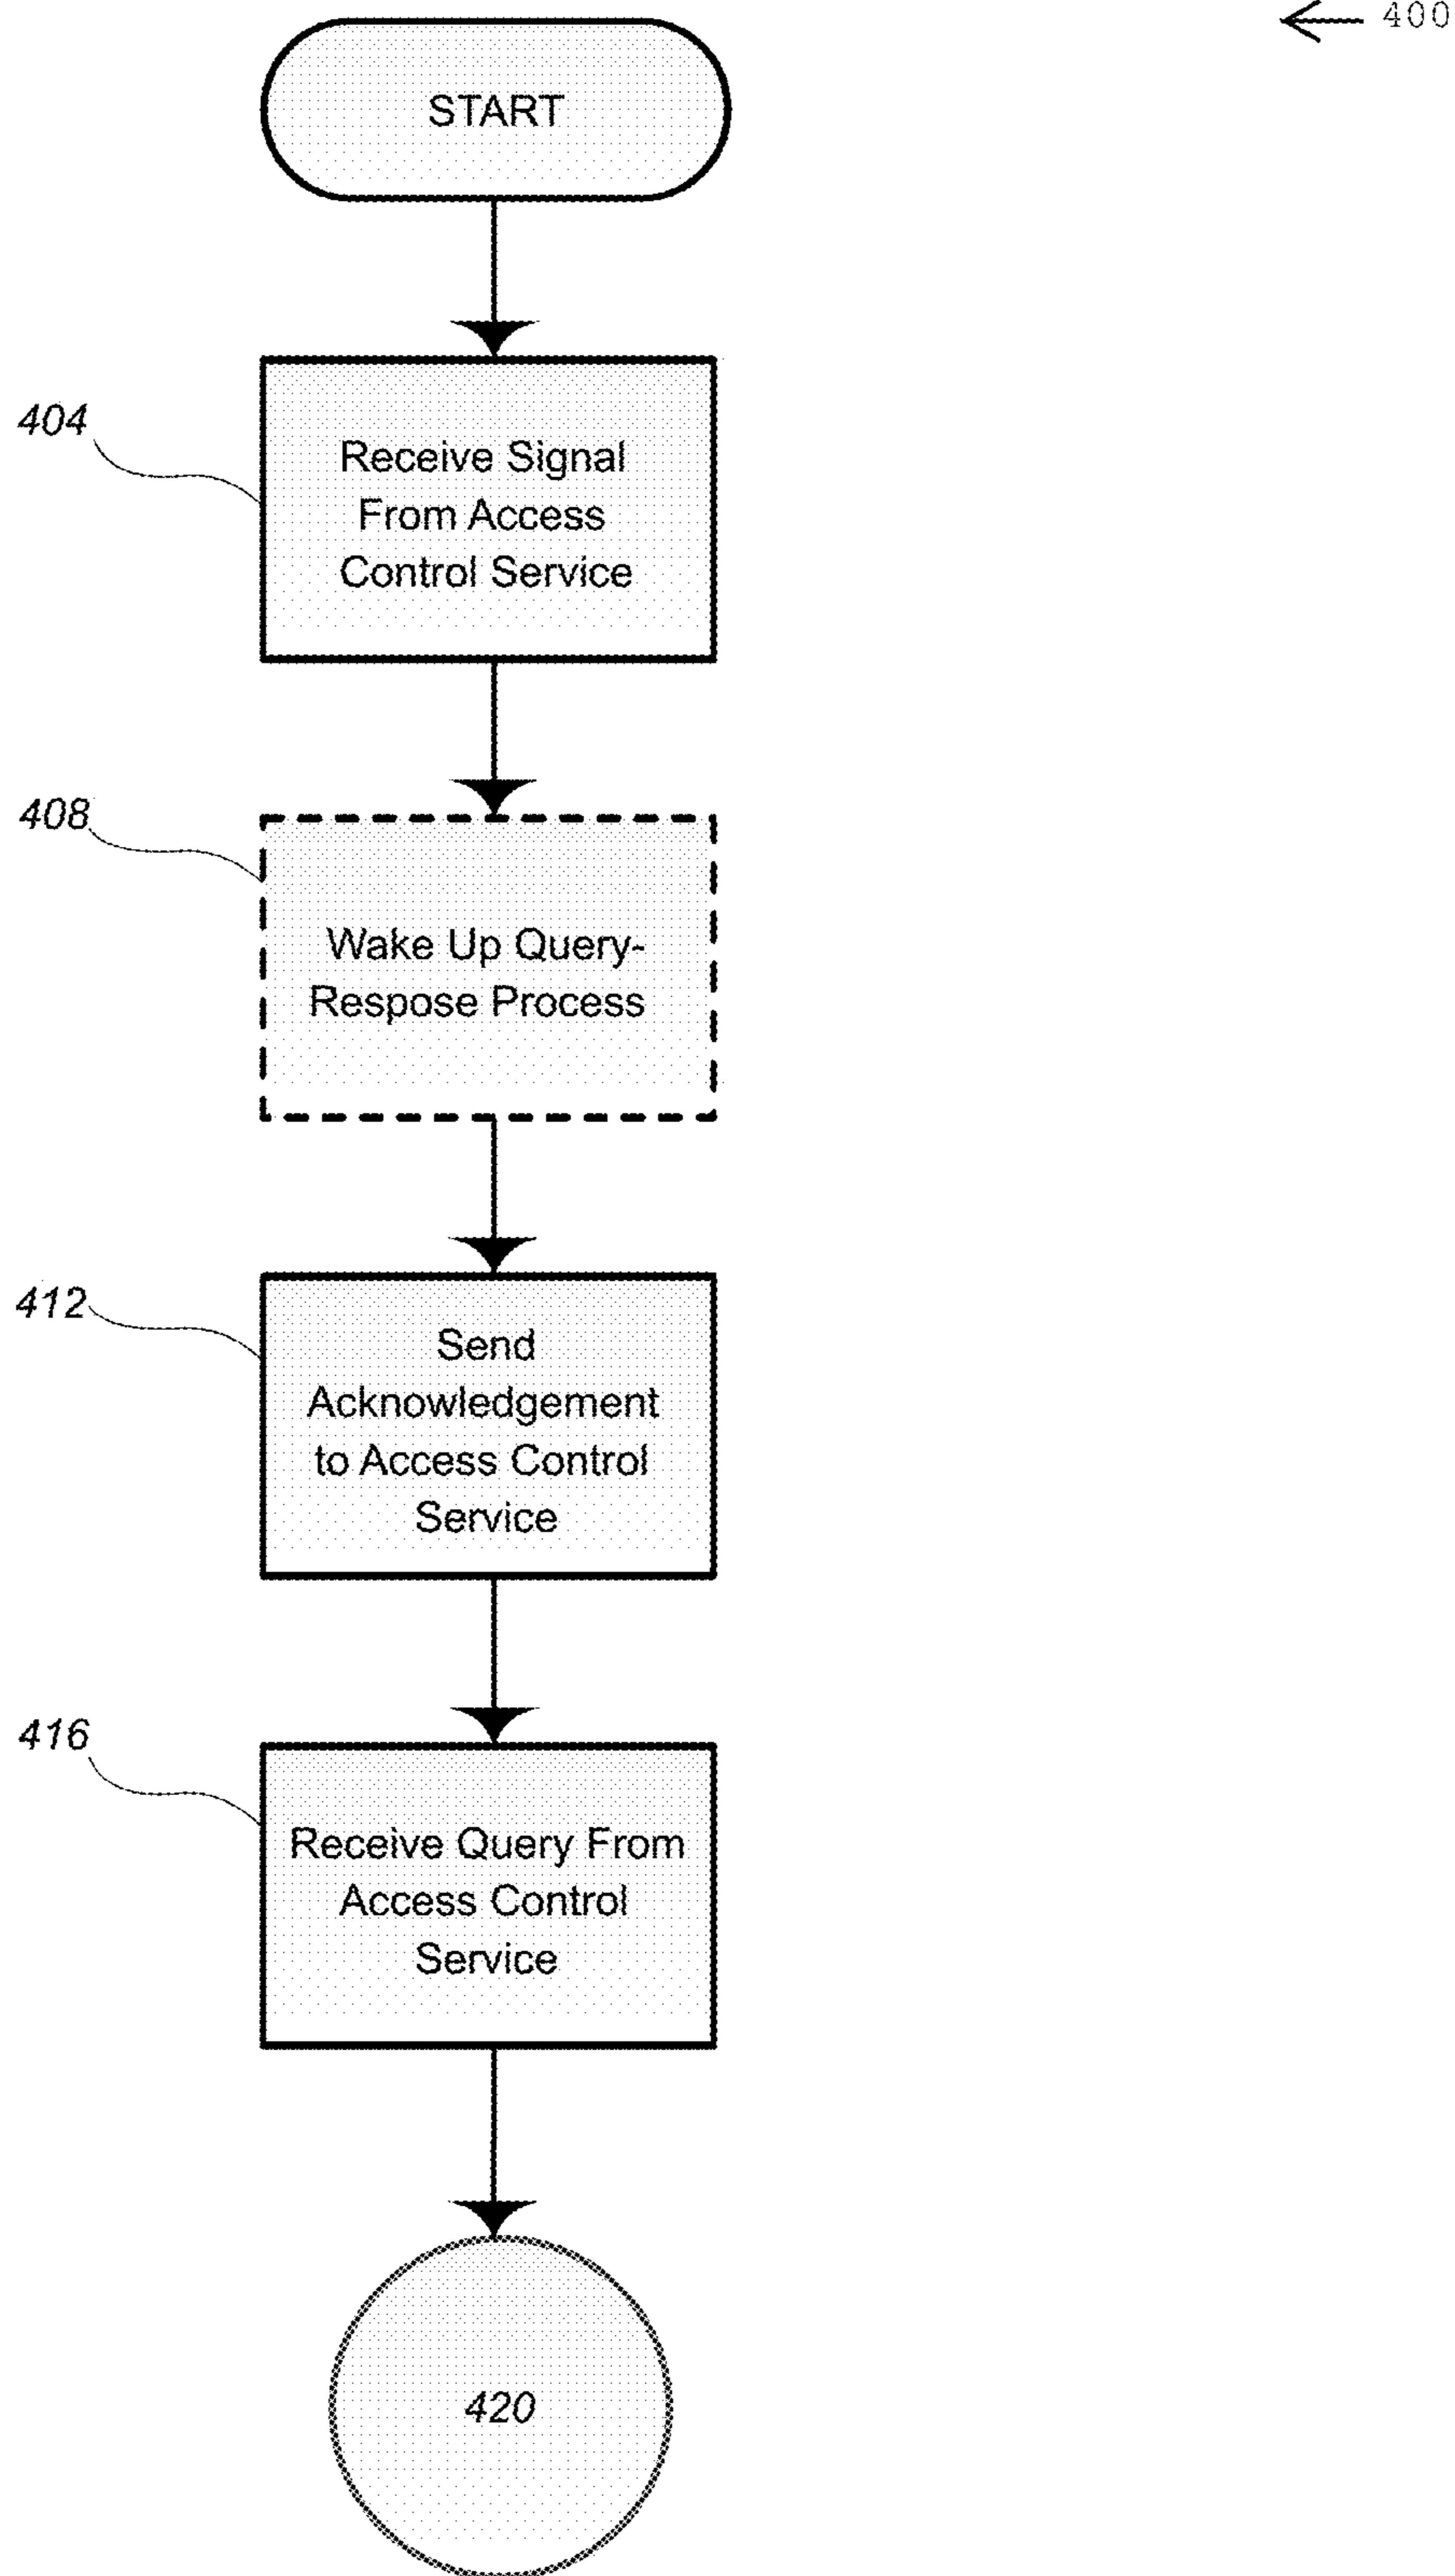 400
START
404
Receive Signal
From Access
Control Service
408
Wake Up Query-
Respose Process
412
Send
Acknowledgement
to Access Control
Service
416
Receive Query From
Access Control
Service
420